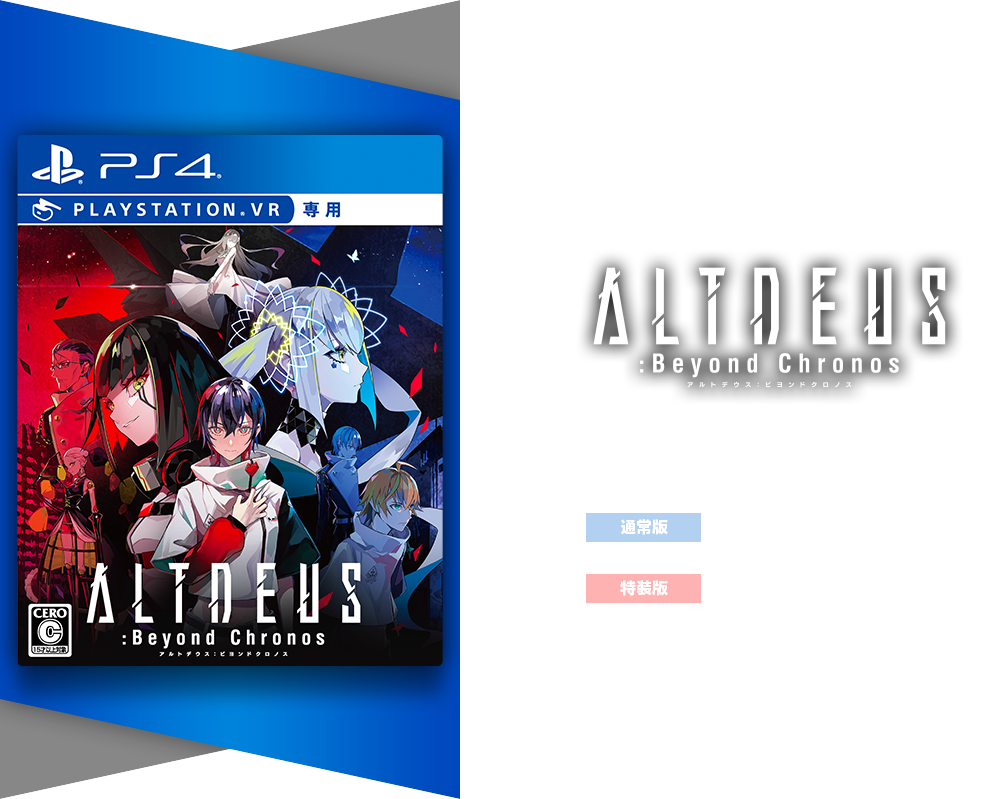 PS4
PLAYSTATION®VR 専用
ALTDEUS
:Beyond Chronos
アルトデウス:ビヨンドクロノス
CERO
C
15才以上対象
ALTDEUS
:Beyond Chronos
アルトデウス:ビヨンドクロノス
通常版
特装版